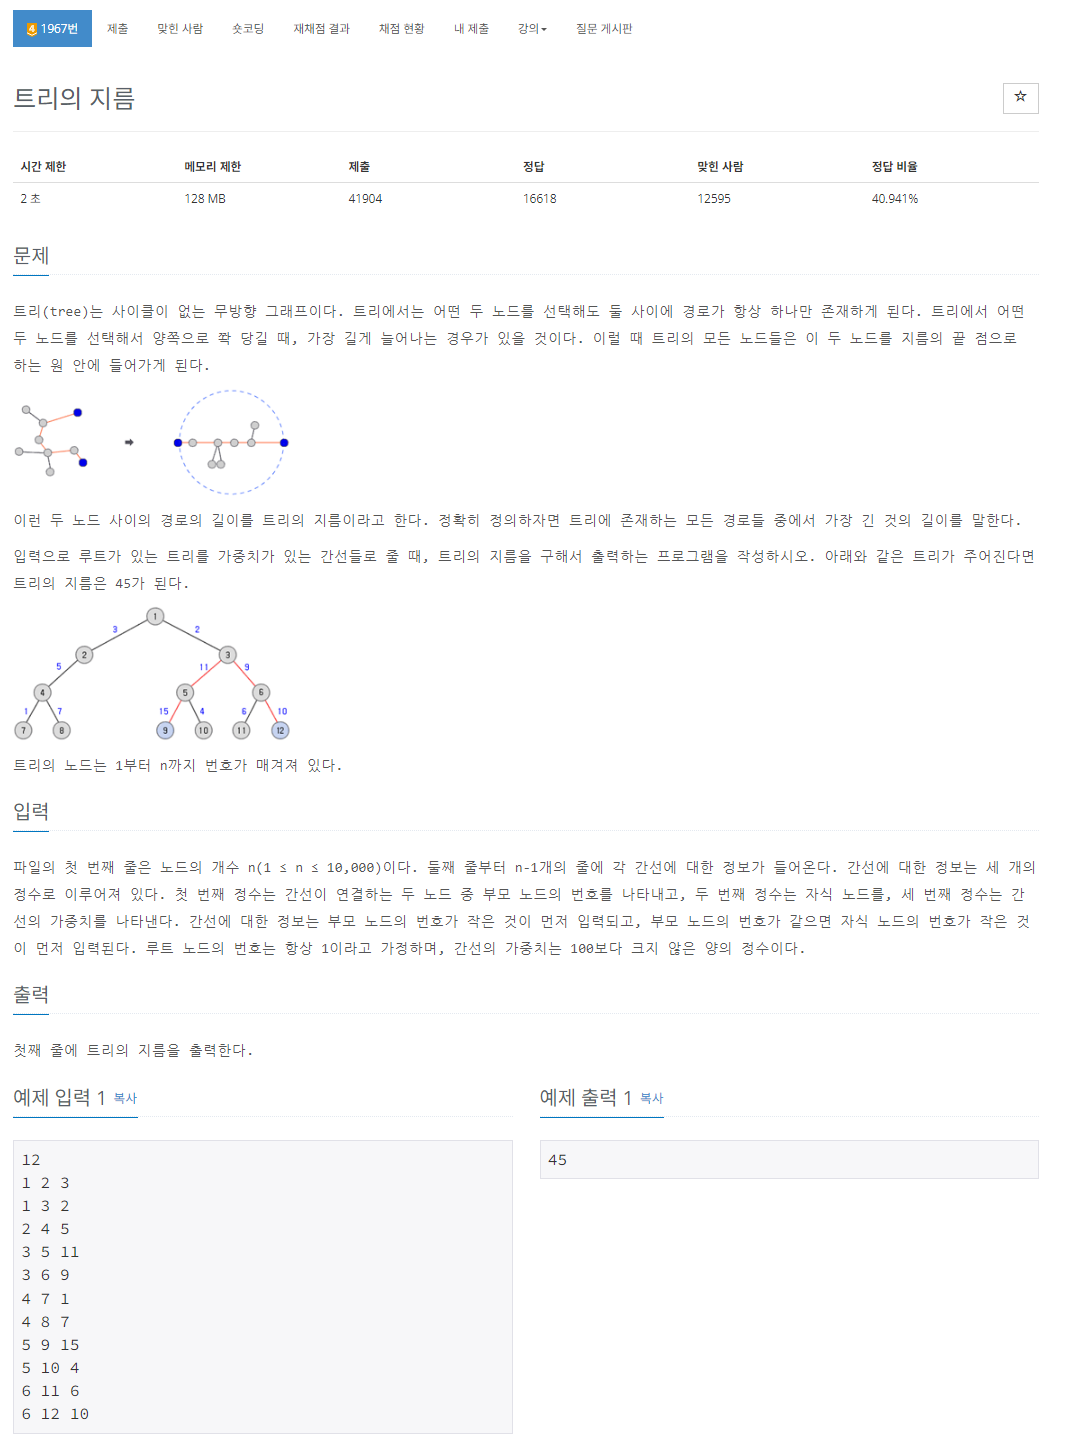 4 1967번 제출 맞힌 사람 숏코딩 재채점 결과 채점 현황 내 제출 강의 질문 게시판
트리의 지름
시간 제한 메모리 제한 제출 정답 맞힌 사람 정답 비율
2 초 128 MB 41904 16618 12595 40.941%
문제
트리(tree)는 사이클이 없는 무방향 그래프이다. 트리에서는 어떤 두 노드를 선택해도 둘 사이에 경로가 항상 하나만 존재하게 된다. 트리에서 어떤
두 노드를 선택해서 양쪽으로 쫙 당길 때, 가장 길게 늘어나는 경우가 있을 것이다. 이럴 때 트리의 모든 노드들은 이 두 노드를 지름의 끝 점으로
하는 원 안에 들어가게 된다.
이런 두 노드 사이의 경로의 길이를 트리의 지름이라고 한다. 정확히 정의하자면 트리에 존재하는 모든 경로들 중에서 가장 긴 것의 길이를 말한다.
입력으로 루트가 있는 트리를 가중치가 있는 간선들로 줄 때, 트리의 지름을 구해서 출력하는 프로그램을 작성하시오. 아래와 같은 트리가 주어진다면
트리의 지름은 45가 된다.
1
3 2
2 3
5 11 9
4 5 6
1 7 15 4 6 10
7 8 9 10 11 12
트리의 노드는 1부터 n까지 번호가 매겨져 있다.
입력
파일의 첫 번째 줄은 노드의 개수 n(1 ≤ n ≤ 10,000)이다. 둘째 줄부터 n-1개의 줄에 각 간선에 대한 정보가 들어온다. 간선에 대한 정보는 세 개의
정수로 이루어져 있다. 첫 번째 정수는 간선이 연결하는 두 노드 중 부모 노드의 번호를 나타내고, 두 번째 정수는 자식 노드를, 세 번째 정수는 간
선의 가중치를 나타낸다. 간선에 대한 정보는 부모 노드의 번호가 작은 것이 먼저 입력되고, 부모 노드의 번호가 같으면 자식 노드의 번호가 작은 것
이 먼저 입력된다. 루트 노드의 번호는 항상 1이라고 가정하며, 간선의 가중치는 100보다 크지 않은 양의 정수이다.
출력
첫째 줄에 트리의 지름을 출력한다.
예제 입력 1 복사
12
1 2 3
1 3 2
2 4 5
3 5 11
3 6 9
4 7 1
4 8 7
5 9 15
5 10 4
6 11 6
6 12 10
예제 출력 1 복사
45